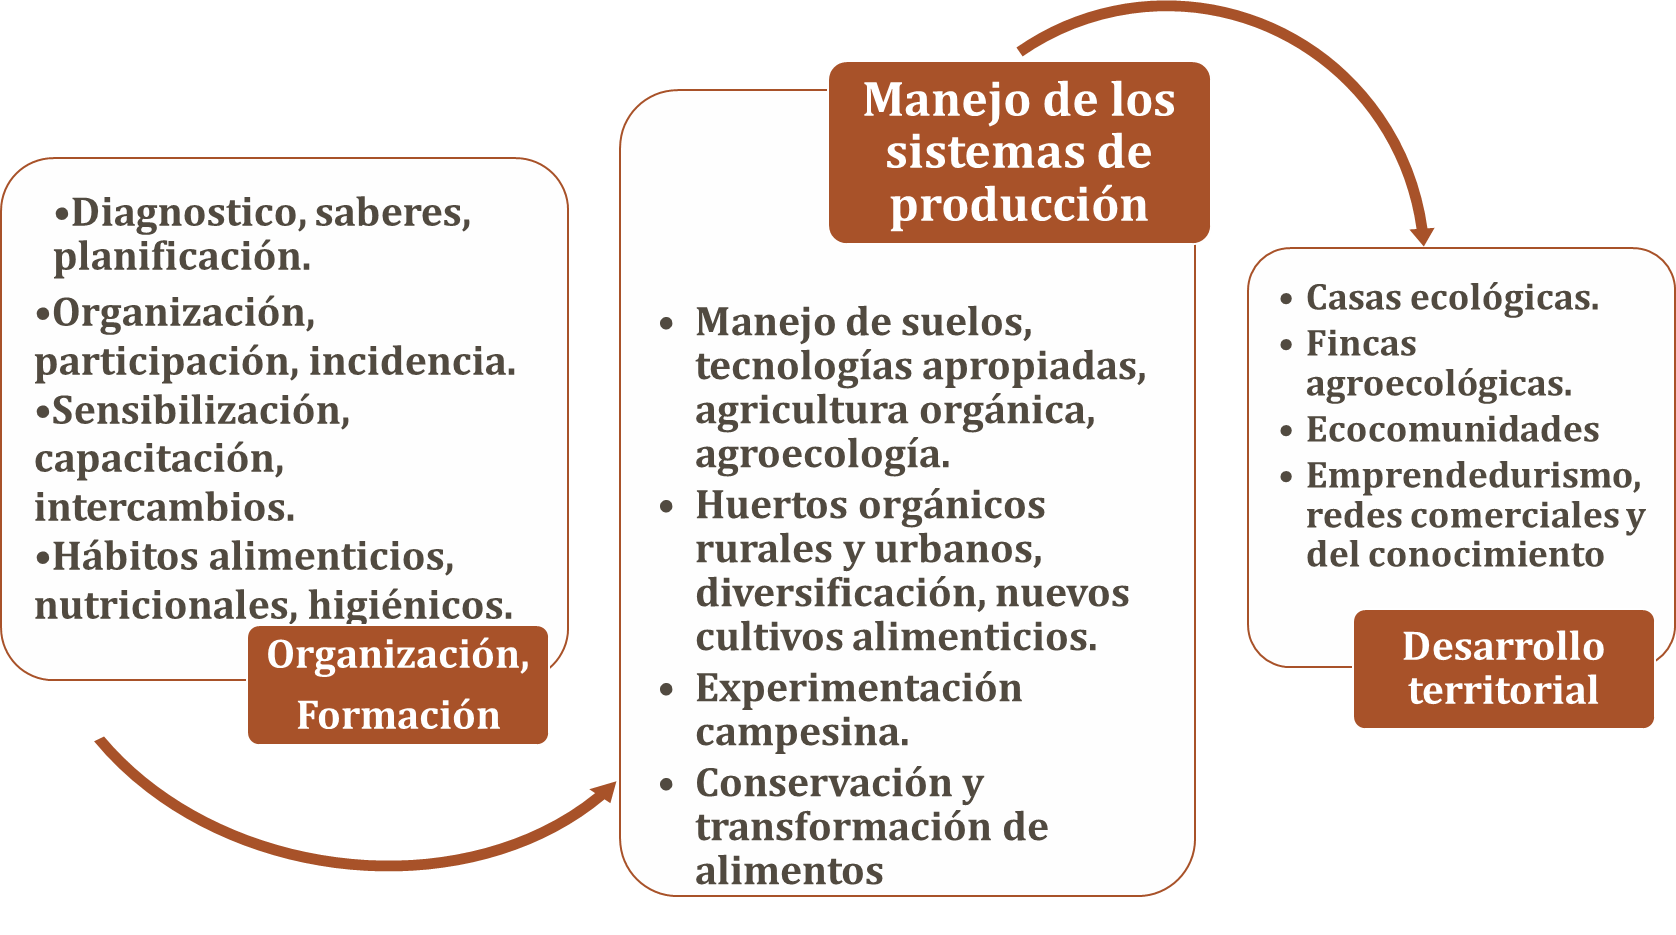 •Diagnostico, saberes,
planificación.
•Organización,
participación, incidencia.
•Sensibilización,
capacitación,
intercambios.
•Hábitos alimenticios,
nutricionales, higiénicos.
Organización,
Formación
Manejo de los
sistemas de
producción
• Manejo de suelos,
tecnologías apropiadas,
agricultura orgánica,
agroecología.
• Huertos orgánicos
rurales y urbanos,
diversificación, nuevos
cultivos alimenticios.
• Experimentación
campesina.
• Conservación y
transformación de
alimentos
• Casas ecológicas.
• Fincas
agroecológicas.
• Ecocomunidades
• Emprendedurismo,
redes comerciales y
del conocimiento
Desarrollo
territorial